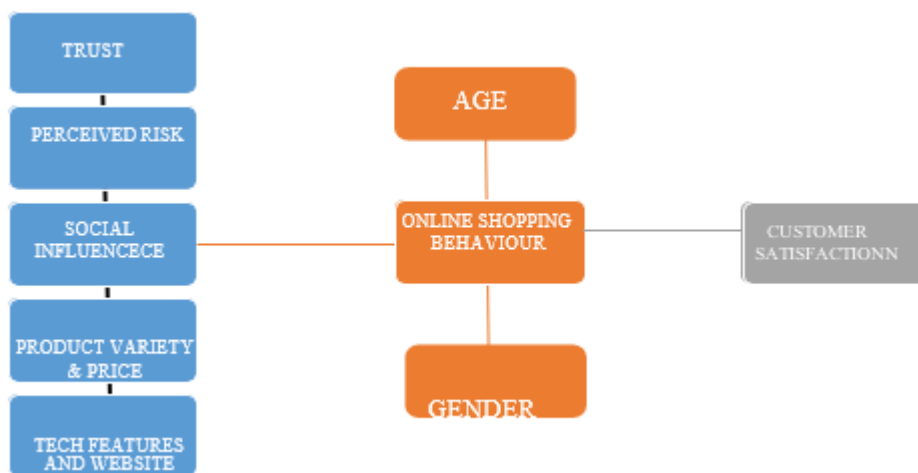 TRUST
PERCEIVED RISK
SOCIAL
INFLUENCECE
PRODUCT VARIETY
& PRICE
TECH FEATURES
AND WEBSITE
AGE
ONLINE SHOPPING
BEHAVIOUR
GENDER
CUSTOMER
SATISFACTIONN